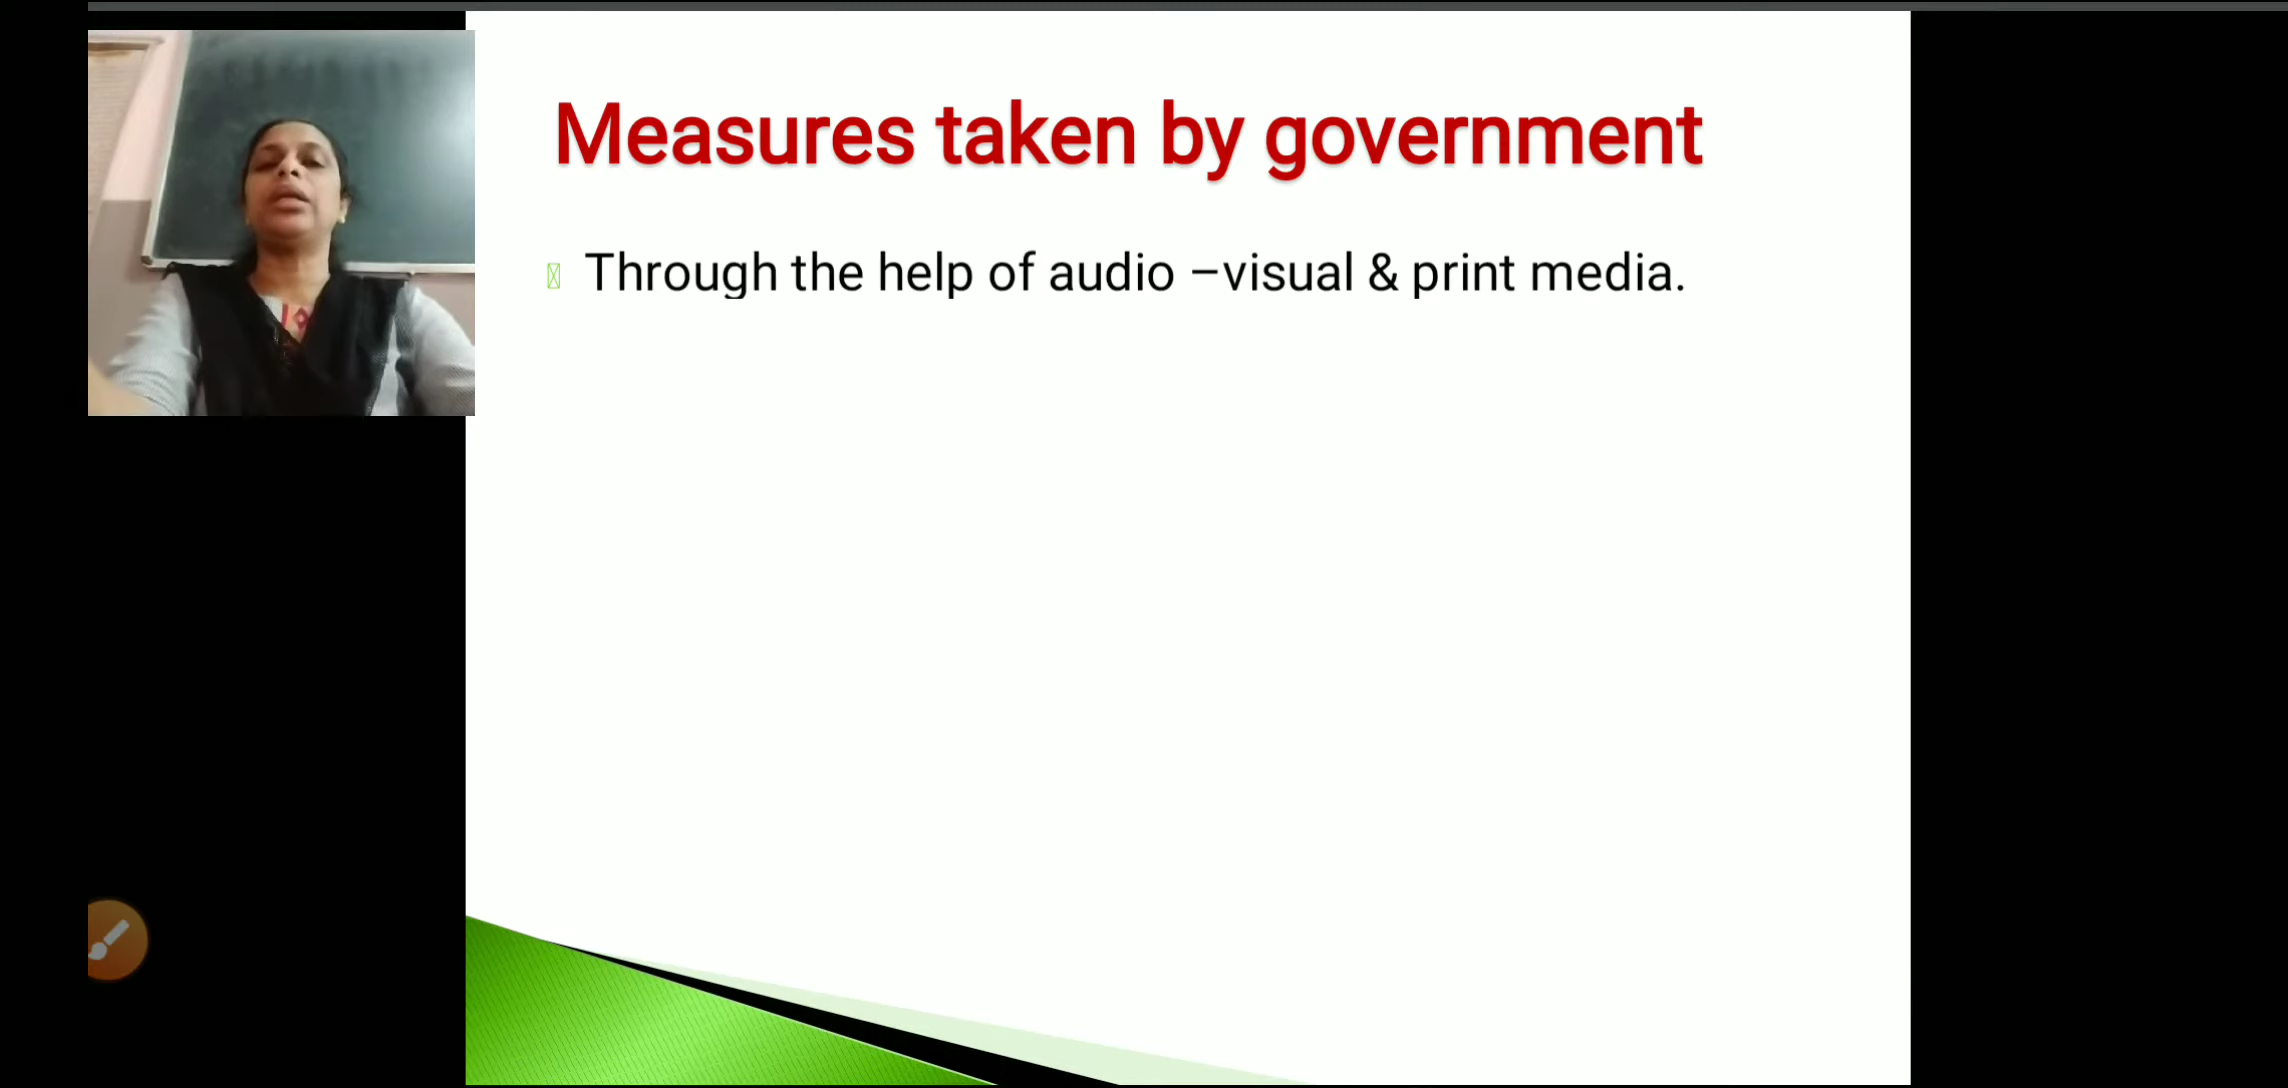 Measures taken by government
Through the help of audio –visual & print media.